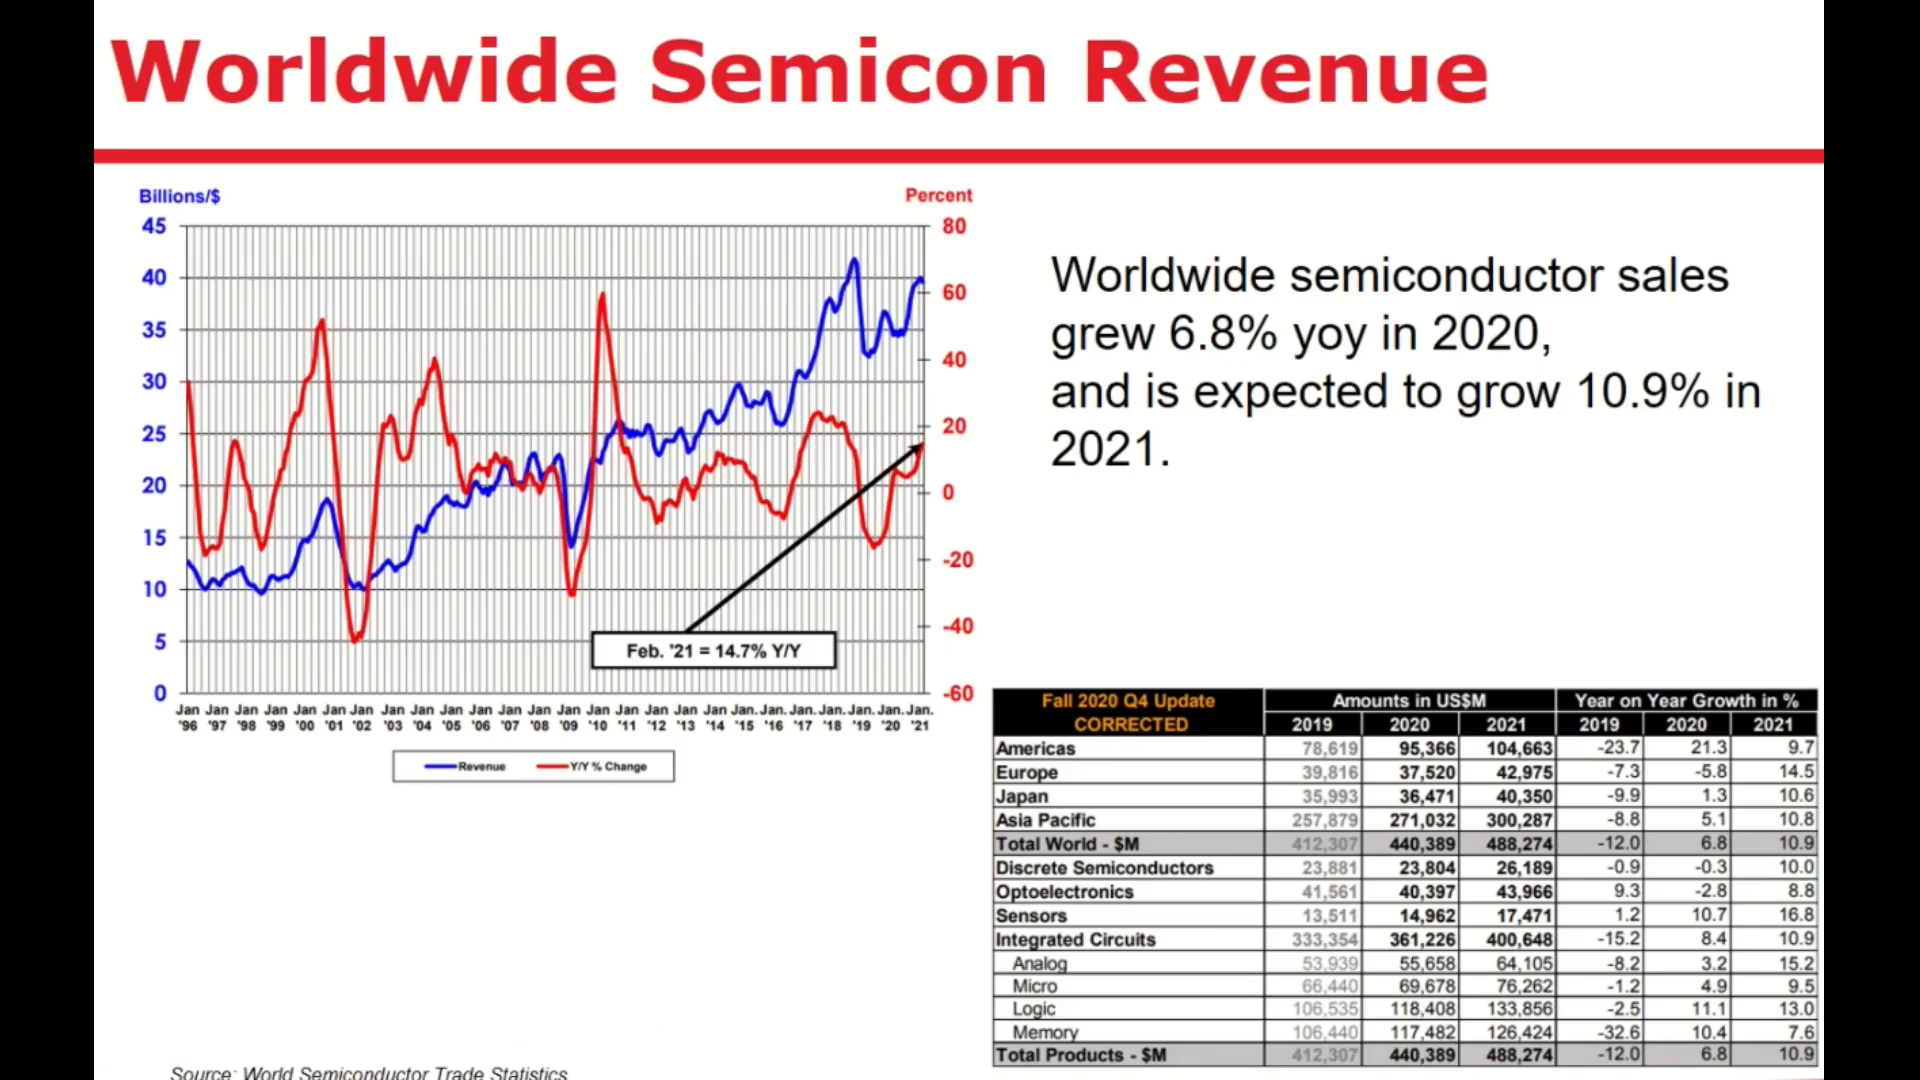 Worldwide Semicon Revenue
Billions/$ Percent
45 80
40 60
35 40
30 20
25 0
20 -20
15 -40
10 -60
5
0
Feb. '21 = 14.7% Y/Y
Jan Jan Jan Jan Jan Jan Jan Jan Jan Jan Jan Jan Jan Jan Jan Jan Jan Jan. Jan. Jan. Jan. Jan. Jan. Jan. Jan. Jan.
'96 '97 '98 '99 '00 '01 '02 '03 '04 '05 '06 '07 '08 '09 '10 '11 '12 '13 '14 '15 '16 '17 '18 '19 '20 '21
Revenue Y/Y % Change
Worldwide semiconductor sales
grew 6.8% yoy in 2020,
and is expected to grow 10.9% in
2021.
Fall 2020 Q4 Update Amounts in US$M Year on Year Growth in %
CORRECTED 2019 2020 2021 2019 2020 2021
Americas 78,619 95,366 104,663 -23.7 21.3 9.7
Europe 39,816 37,520 42,975 -7.3 -5.8 14.5
Japan 35,993 36,471 40,350 -9.9 1.3 10.6
Asia Pacific 257,879 271,032 300,287 -8.8 5.1 10.8
Total World - $M 412,307 440,389 488,274 -12.0 6.8 10.9
Discrete Semiconductors 23,881 23,804 26,189 -0.9 -0.3 10.0
Optoelectronics 41,561 40,397 43,966 9.3 -2.8 8.8
Sensors 13,511 14,962 17,471 1.2 10.7 16.8
Integrated Circuits 333,354 361,226 400,648 -15.2 8.4 10.9
Analog 53,939 55,658 64,105 -8.2 3.2 15.2
Micro 66,440 69,678 76,262 -1.2 4.9 9.5
Logic 106,535 118,408 133,856 -2.5 11.1 13.0
Memory 106,440 117,482 126,424 -32.6 10.4 7.6
Total Products - $M 412,307 440,389 488,274 -12.0 6.8 10.9
Source: World Semiconductor Trade Statistics